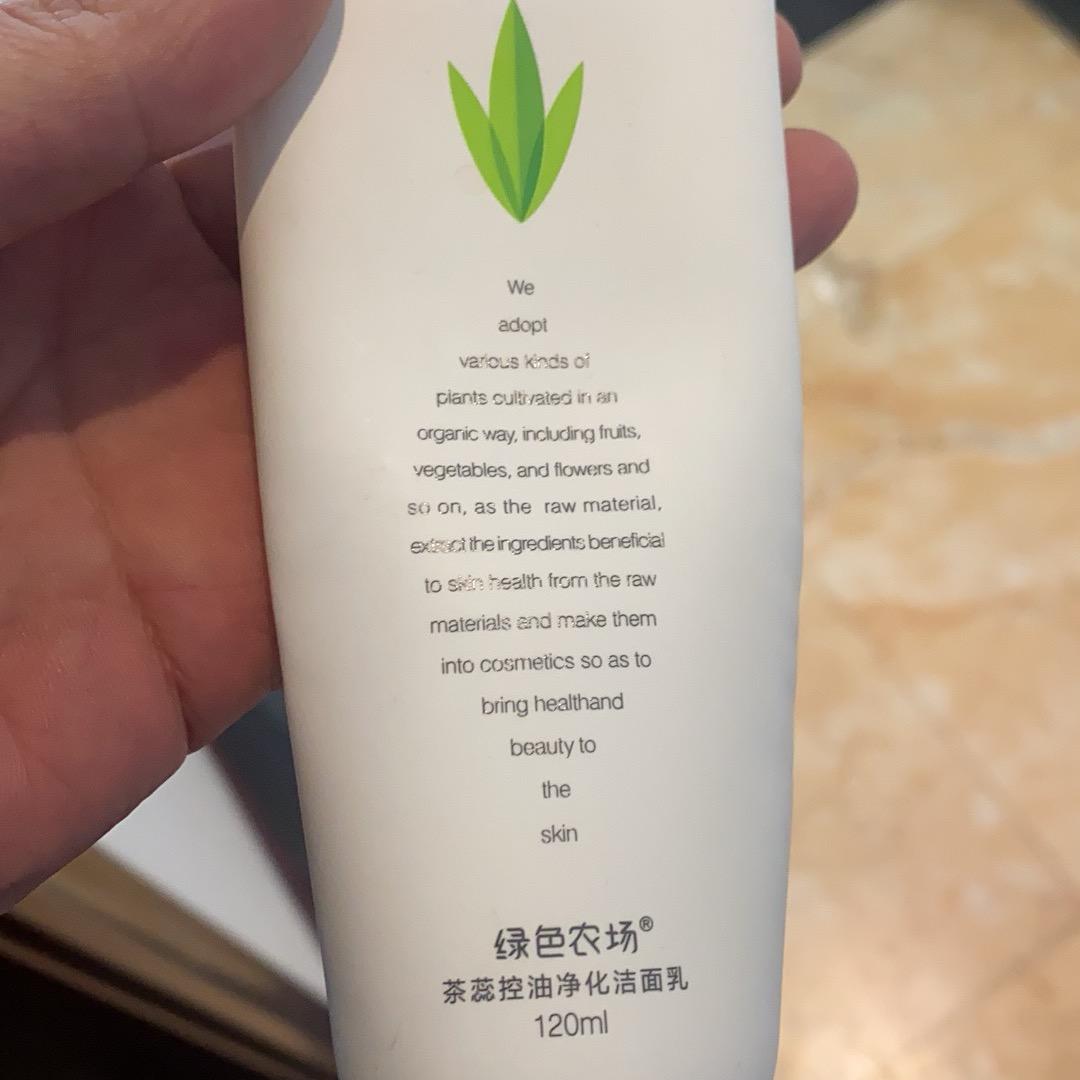 We
adopt
various kinds of
plants cultivated in an
organic way, including fruits,
vegetables, and flowers and
so on, as the raw material,
extract the ingredients beneficial
to skin health from the raw
materials and make them
into cosmetics so as to
bring healthand
beauty to
the
skin
绿色农场®
茶蕊控油净化洁面乳
120ml